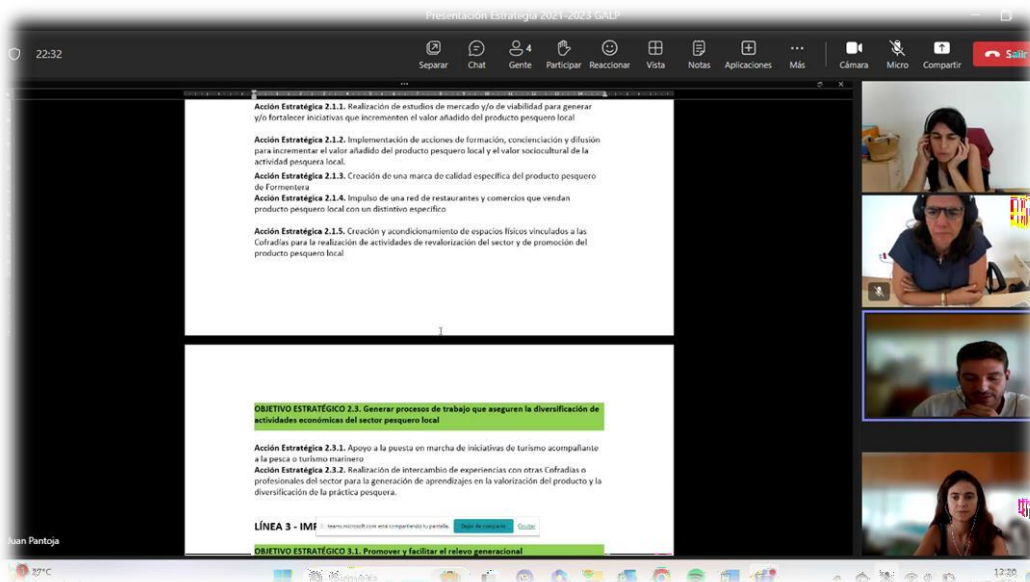 Presentación Estrategia 2021-2023 GALP
22:32
4
Separar Chat Gente Participar Reaccionar Vista Notas Aplicaciones Más Cámara Micro Compartir Salir
Acción Estratégica 2.1.1. Realización de estudios de mercado y/o de viabilidad para generar
y/o fortalecer iniciativas que incrementen el valor añadido del producto pesquero local
Acción Estratégica 2.1.2. Implementación de acciones de formación, concienciación y difusión
para incrementar el valor añadido del producto pesquero local y el valor sociocultural de la
actividad pesquera local.
Acción Estratégica 2.1.3. Creación de una marca de calidad específica del producto pesquero
de Formentera
Acción Estratégica 2.1.4. Impulso de una red de restaurantes y comercios que vendan
producto pesquero local con un distintivo específico
Acción Estratégica 2.1.5. Creación y acondicionamiento de espacios físicos vinculados a las
Cofradías para la realización de actividades de revalorización del sector y de promoción del
producto pesquero local
OBJETIVO ESTRATÉGICO 2.3. Generar procesos de trabajo que aseguren la diversificación de
actividades económicas del sector pesquero local
Acción Estratégica 2.3.1. Apoyo a la puesta en marcha de iniciativas de turismo acompañante
a la pesca o turismo marinero
Acción Estratégica 2.3.2. Realización de intercambio de experiencias con otras Cofradías o
profesionales del sector para la generación de aprendizajes en la valorización del producto y la
diversificación de la práctica pesquera.
LÍNEA 3 - IMP
teams.microsoft.com está compartiendo tu pantalla. Dejar de compartir Ocultar
OBJETIVO ESTRATÉGICO 3.1. Promover y facilitar el relevo generacional
Juan Pantoja
27°C
12:20